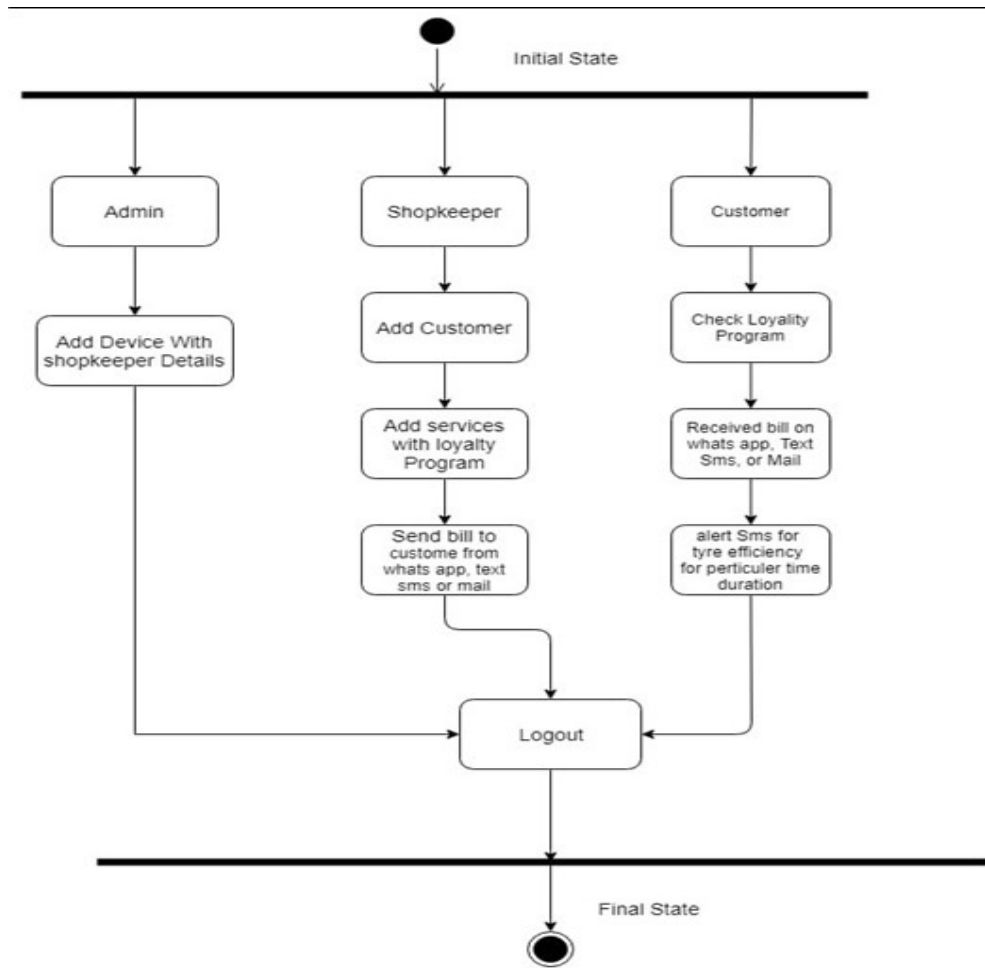 Initial State
Admin
Shopkeeper
Customer
Add Device With
shopkeeper Details
Add Customer
Check Loyality
Program
Add services
with loyalty
Program
Received bill on
whats app, Text
Sms, or Mail
Send bill to
custome from
whats app, text
sms or mail
alert Sms for
tyre efficiency
for perticuler time
duration
Logout
Final State